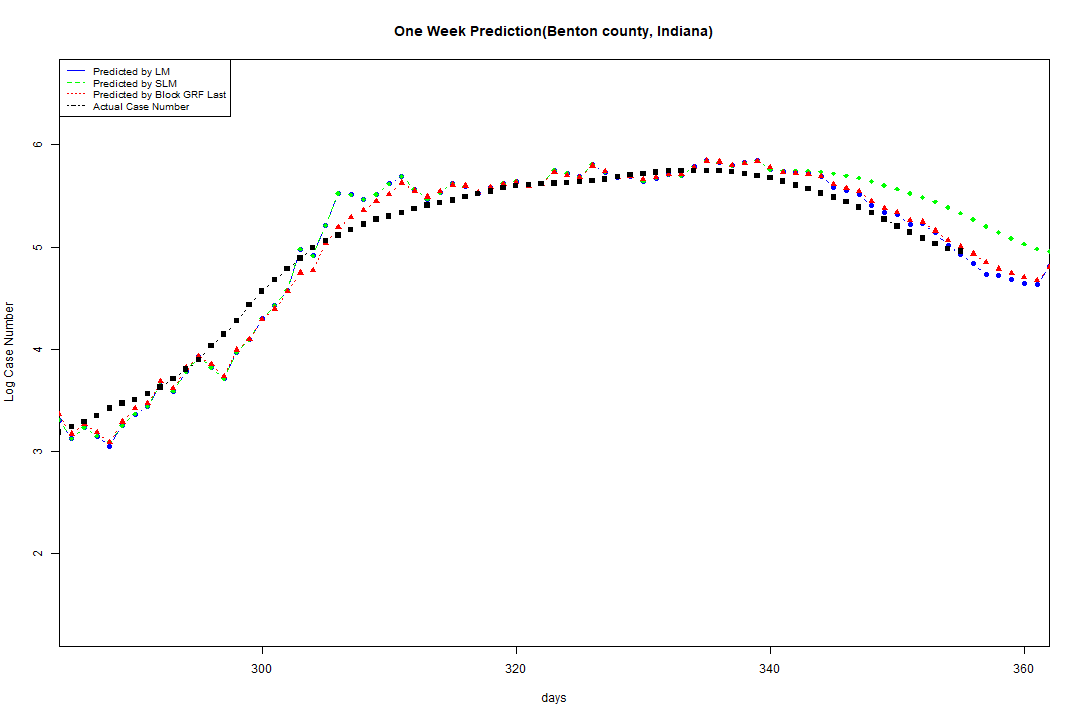 One Week Prediction(Benton county, Indiana)
Predicted by LM
Predicted by SLM
Predicted by Block GRF Last
Actual Case Number
6
5
4
3
2
Log Case Number
300 320 340 360
days